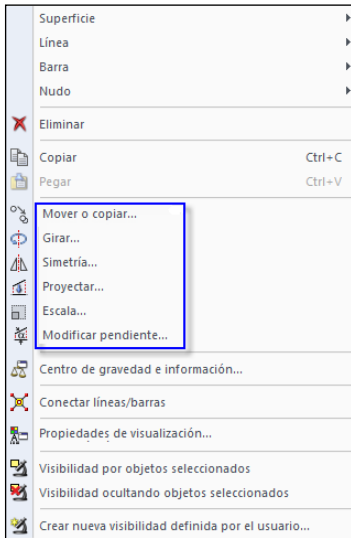 Superficie
Línea
Barra
Nudo
Eliminar
Copiar Ctrl+C
Pegar Ctrl+V
Mover o copiar...
Girar...
Simetría...
Proyectar...
Escala...
Modificar pendiente...
Centro de gravedad e información...
Conectar líneas/barras
Propiedades de visualización...
Visibilidad por objetos seleccionados
Visibilidad ocultando objetos seleccionados
Crear nueva visibilidad definida por el usuario...